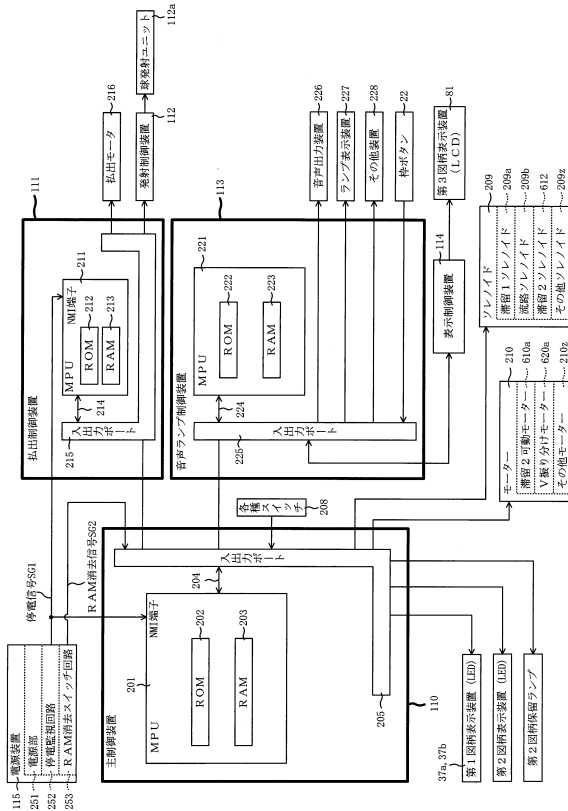 115
電源装置
251
電源部
252
停電監視回路
253
RAM消去スイッチ回路
停電信号SG1
RAM消去信号SG2
主制御装置
110
201
MPU
NMI端子
ROM
202
RAM
203
204
入出力ポート
205
各種スイッチ
208
37a, 37b
第1図柄表示装置 (LED)
第2図柄表示装置 (LED)
第2図柄保留ランプ
払出制御装置
111
MPU
NMI端子
211
ROM
212
RAM
213
214
入出力ポート
215
払出モータ
216
発射制御装置
112
球発射ユニット
112a
音声ランプ制御装置
113
MPU
221
ROM
222
RAM
223
224
入出力ポート
225
音声出力装置
226
ランプ表示装置
227
その他装置
228
枠ボタン
22
表示制御装置
114
第3図柄表示装置
(LCD)
81
モーター
210
滞留2可動モーター
610a
V振り分けモーター
620a
その他モーター
210z
ソレノイド
209
滞留1ソレノイド
209a
流路ソレノイド
209b
滞留2ソレノイド
612
その他ソレノイド
209z